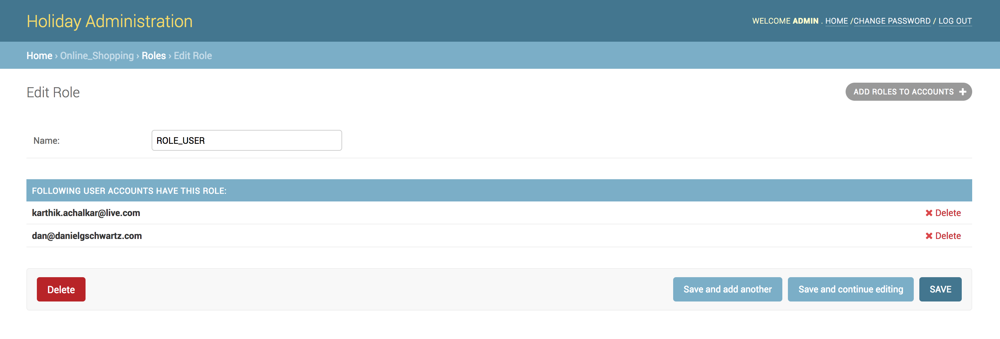 Holiday Administration
WELCOME ADMIN . HOME /CHANGE PASSWORD / LOG OUT
Home › Online_Shopping › Roles › Edit Role
Edit Role
ADD ROLES TO ACCOUNTS +
Name:
ROLE_USER
FOLLOWING USER ACCOUNTS HAVE THIS ROLE:
karthik.achalkar@live.com
Delete
dan@danielgschwartz.com
Delete
Delete
Save and add another
Save and continue editing
SAVE